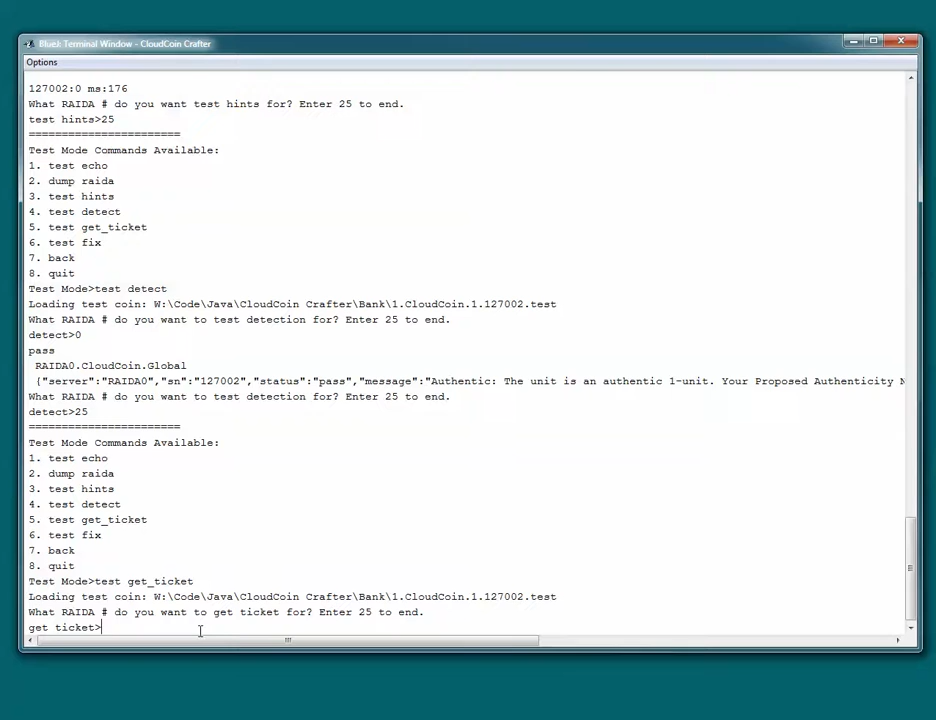 BlueJ: Terminal Window - CloudCoin Crafter
Options
127002:0 ms:176
What RAIDA # do you want test hints for? Enter 25 to end.
test hints>25
========================
Test Mode Commands Available:
1. test echo
2. dump raida
3. test hints
4. test detect
5. test get_ticket
6. test fix
7. back
8. quit
Test Mode>test detect
Loading test coin: W:\Code\Java\CloudCoin Crafter\Bank\1.CloudCoin.1.127002.test
What RAIDA # do you want to test detection for? Enter 25 to end.
detect>0
pass
RAIDA0.CloudCoin.Global
{"server":"RAIDA0","sn":"127002","status":"pass","message":"Authentic: The unit is an authentic 1-unit. Your Proposed Authenticity N
What RAIDA # do you want to test detection for? Enter 25 to end.
detect>25
========================
Test Mode Commands Available:
1. test echo
2. dump raida
3. test hints
4. test detect
5. test get_ticket
6. test fix
7. back
8. quit
Test Mode>test get_ticket
Loading test coin: W:\Code\Java\CloudCoin Crafter\Bank\1.CloudCoin.1.127002.test
What RAIDA # do you want to get ticket for? Enter 25 to end.
get ticket>